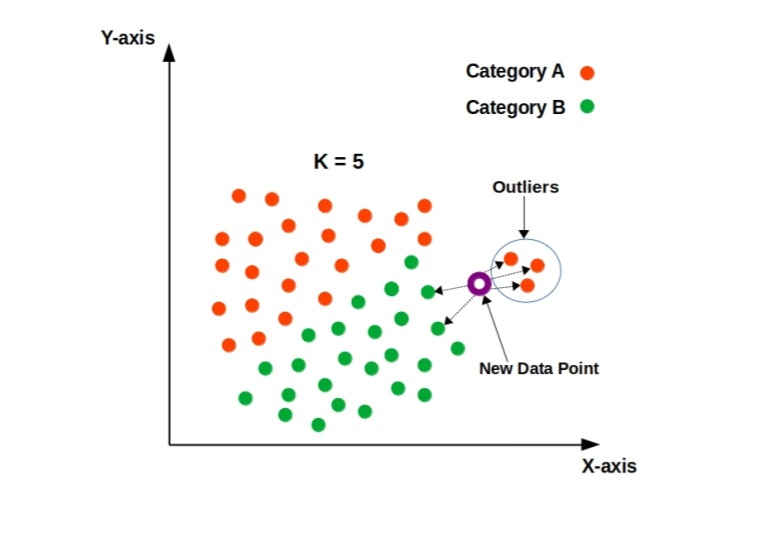 Y-axis
Category A
Category B
K = 5
Outliers
New Data Point
X-axis